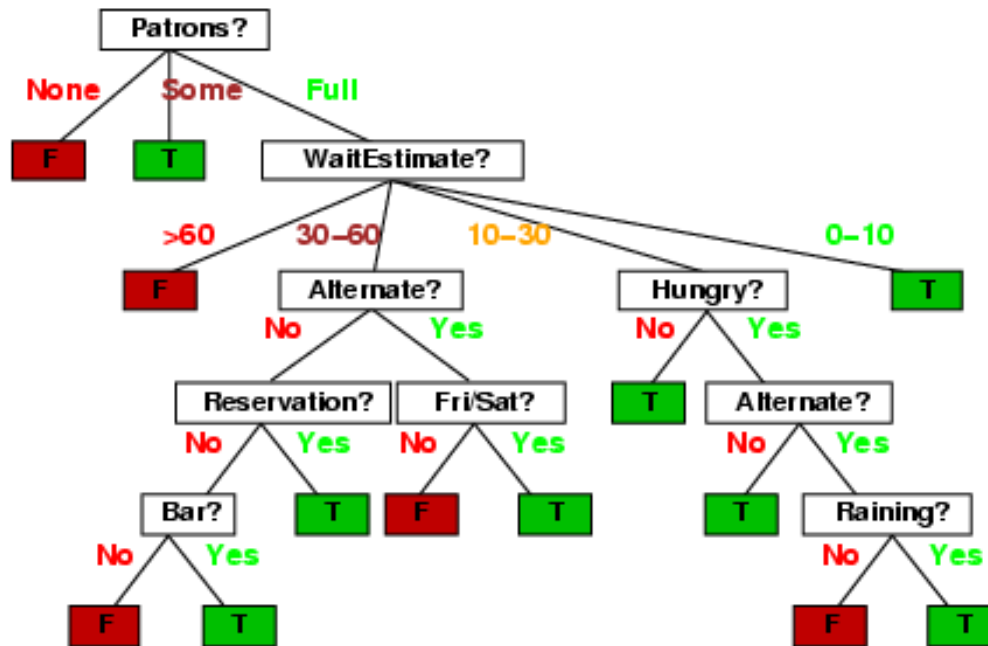 Patrons?
None Some Full
F T WaitEstimate?
>60 30−60 10−30 0−10
F Alternate? Hungry? T
No Yes No Yes
Reservation? Fri/Sat? T Alternate?
No Yes No Yes No Yes
Bar? T F T T Raining?
No Yes No Yes
F T F T